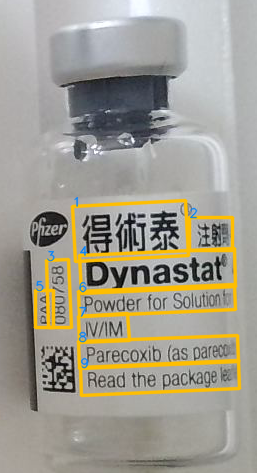 Pfizer
得術泰
注射
Dynastat
Powder for Solution for
IV/IM
Parecoxib (as parecox
Read the package lea
PAA
080758